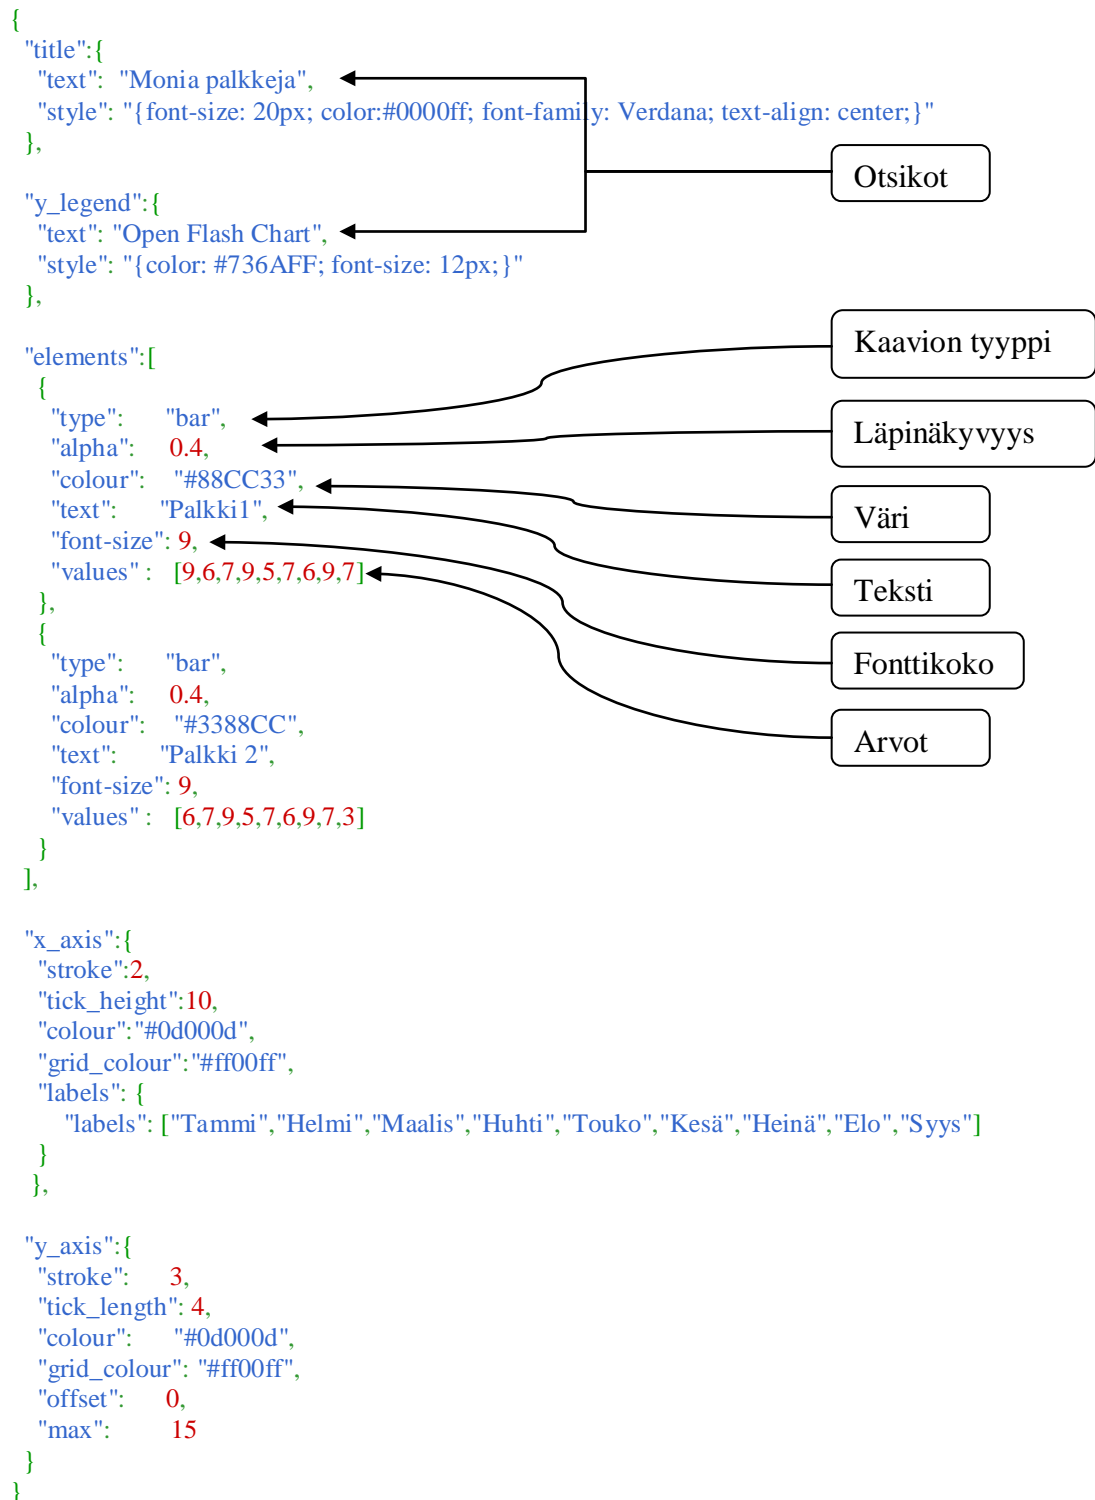 {
"title":{
"text": "Monia palkkeja",
"style": "{font-size: 20px; color:#0000ff; font-family: Verdana; text-align: center;}"
},
Otsikot
"y_legend":{
"text": "Open Flash Chart",
"style": "{color: #736AFF; font-size: 12px;}"
},
Kaavion tyyppi
"elements":[
{
"type": "bar",
"alpha": 0.4,
Läpinäkyvyys
"colour": "#88CC33",
"text": "Palkki1",
Väri
"font-size": 9,
"values" : [9,6,7,9,5,7,6,9,7]
Teksti
},
{
"type": "bar",
Fonttikoko
"alpha": 0.4,
"colour": "#3388CC",
Arvot
"text": "Palkki 2",
"font-size": 9,
"values" : [6,7,9,5,7,6,9,7,3]
}
],
"x_axis":{
"stroke":2,
"tick_height":10,
"colour":"#0d000d",
"grid_colour":"#ff00ff",
"labels": {
"labels": ["Tammi","Helmi","Maalis","Huhti","Touko","Kesä","Heinä","Elo","Syys"]
}
},
"y_axis":{
"stroke": 3,
"tick_length": 4,
"colour": "#0d000d",
"grid_colour": "#ff00ff",
"offset": 0,
"max": 15
}
}